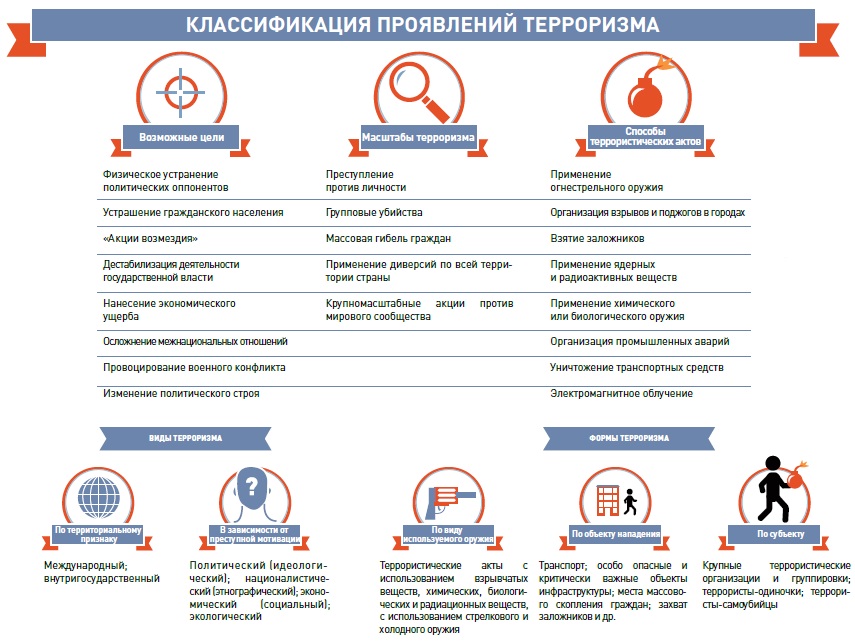 КЛАССИФИКАЦИЯ ПРОЯВЛЕНИЙ ТЕРРОРИЗМА
Возможные цели
Физическое устранение
политических оппонентов
Устрашение гражданского населения
«Акции возмездия»
Дестабилизация деятельности
государственной власти
Нанесение экономического
ущерба
Осложнение межнациональных отношений
Провоцирование военного конфликта
Изменение политического строя
Масштабы терроризма
Преступление
против личности
Групповые убийства
Массовая гибель граждан
Применение диверсий по всей терри-
тории страны
Крупномасштабные акции против
мирового сообщества
Способы
террористических актов
Применение
огнестрельного оружия
Организация взрывов и поджогов в городах
Взятие заложников
Применение ядерных
и радиоактивных веществ
Применение химического
или биологического оружия
Организация промышленных аварий
Уничтожение транспортных средств
Электромагнитное облучение
ВИДЫ ТЕРРОРИЗМА
По территориальному
признаку
Международный;
внутригосударственный
?
В зависимости от
преступной мотивации
Политический (идеологи-
ческий); националистиче-
ский (этнографический); эконо-
мический (социальный);
экологический
ФОРМЫ ТЕРРОРИЗМА
По виду
используемого оружия
Террористические акты с
использованием взрывчатых
веществ, химических, биологи-
ческих и радиационных веществ,
с использованием стрелкового и
холодного оружия
По объекту нападения
Транспорт; особо опасные и
критически важные объекты
инфраструктуры; места массово-
го скопления граждан; захват
заложников и др.
По субъекту
Крупные террористические
организации и группировки;
террористы-одиночки; террори-
сты-самоубийцы